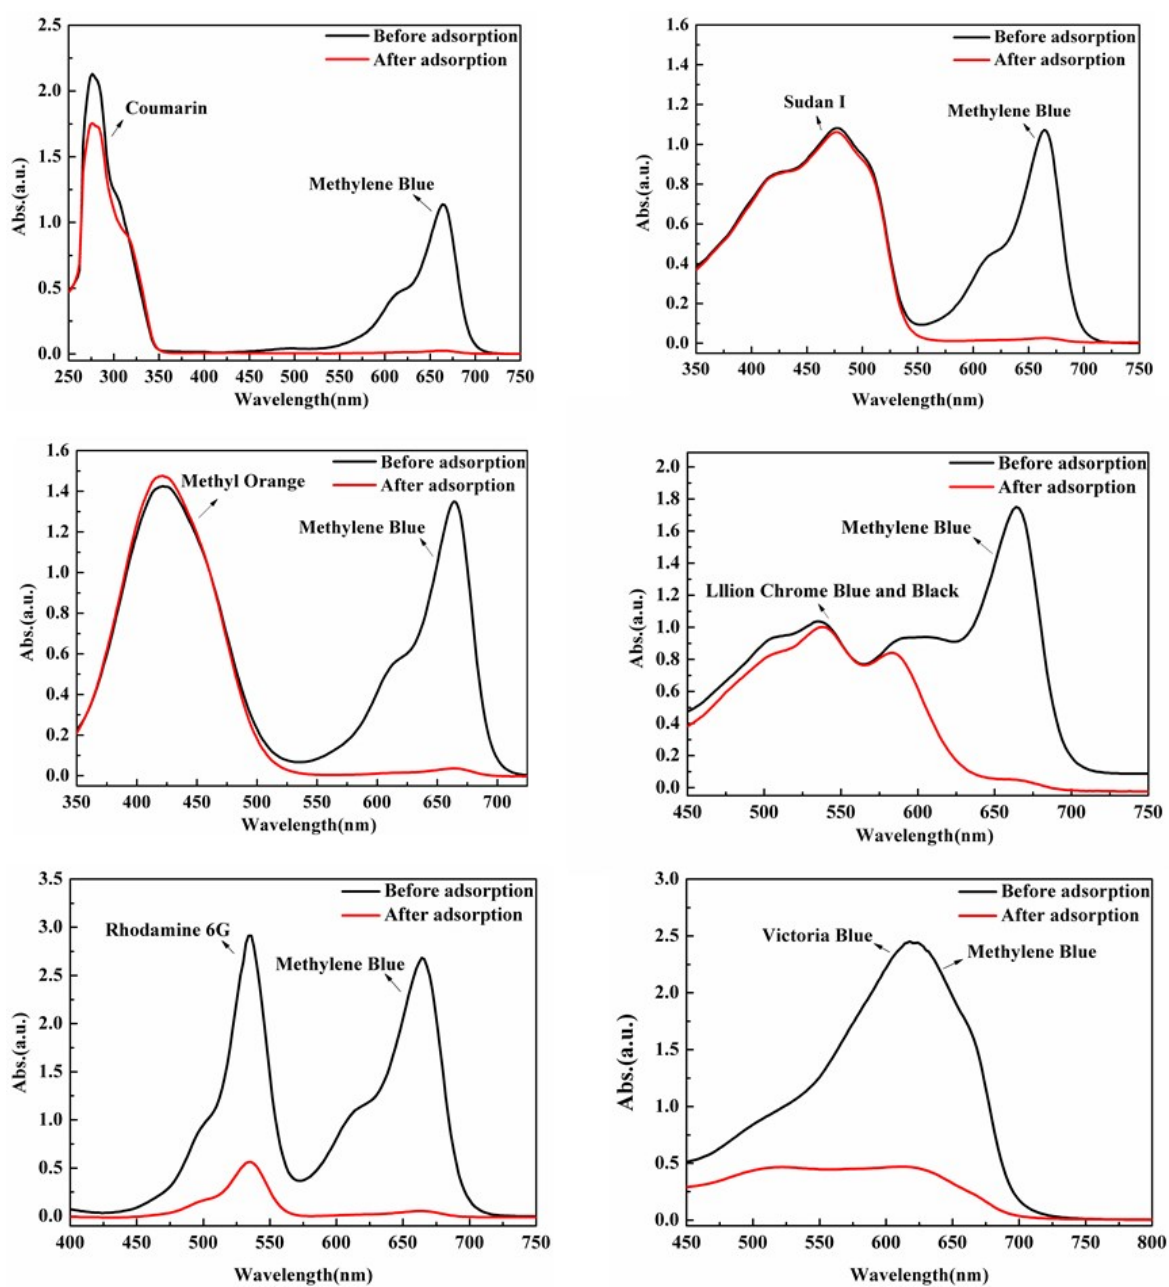 2.5
Before adsorption
After adsorption
2.0
Coumarin
1.5
Abs.(a.u.)
Methylene Blue
1.0
0.5
0.0
250 300 350 400 450 500 550 600 650 700 750
Wavelength(nm)
1.6
Before adsorption
1.4
After adsorption
1.2
Sudan I
Methylene Blue
1.0
Abs.(a.u.)
0.8
0.6
0.4
0.2
0.0
350 400 450 500 550 600 650 700 750
Wavelength(nm)
1.6
Before adsorption
Methyl Orange
After adsorption
1.4
Methylene Blue
1.2
1.0
Abs.(a.u.)
0.8
0.6
0.4
0.2
0.0
350 400 450 500 550 600 650 700
Wavelength(nm)
2.0
Before adsorption
1.8
After adsorption
1.6
Methylene Blue
1.4
1.2
Lllion Chrome Blue and Black
1.0
Abs.(a.u.)
0.8
0.6
0.4
0.2
0.0
450 500 550 600 650 700 750
Wavelength(nm)
3.5
Before adsorption
After adsorption
3.0
Rhodamine 6G
2.5
Methylene Blue
2.0
Abs.(a.u.)
1.5
1.0
0.5
0.0
400 450 500 550 600 650 700 750
Wavelength(nm)
3.0
Before adsorption
After adsorption
2.5
Victoria Blue
Methylene Blue
2.0
1.5
Abs.(a.u.)
1.0
0.5
0.0
450 500 550 600 650 700 750 800
Wavelength(nm)